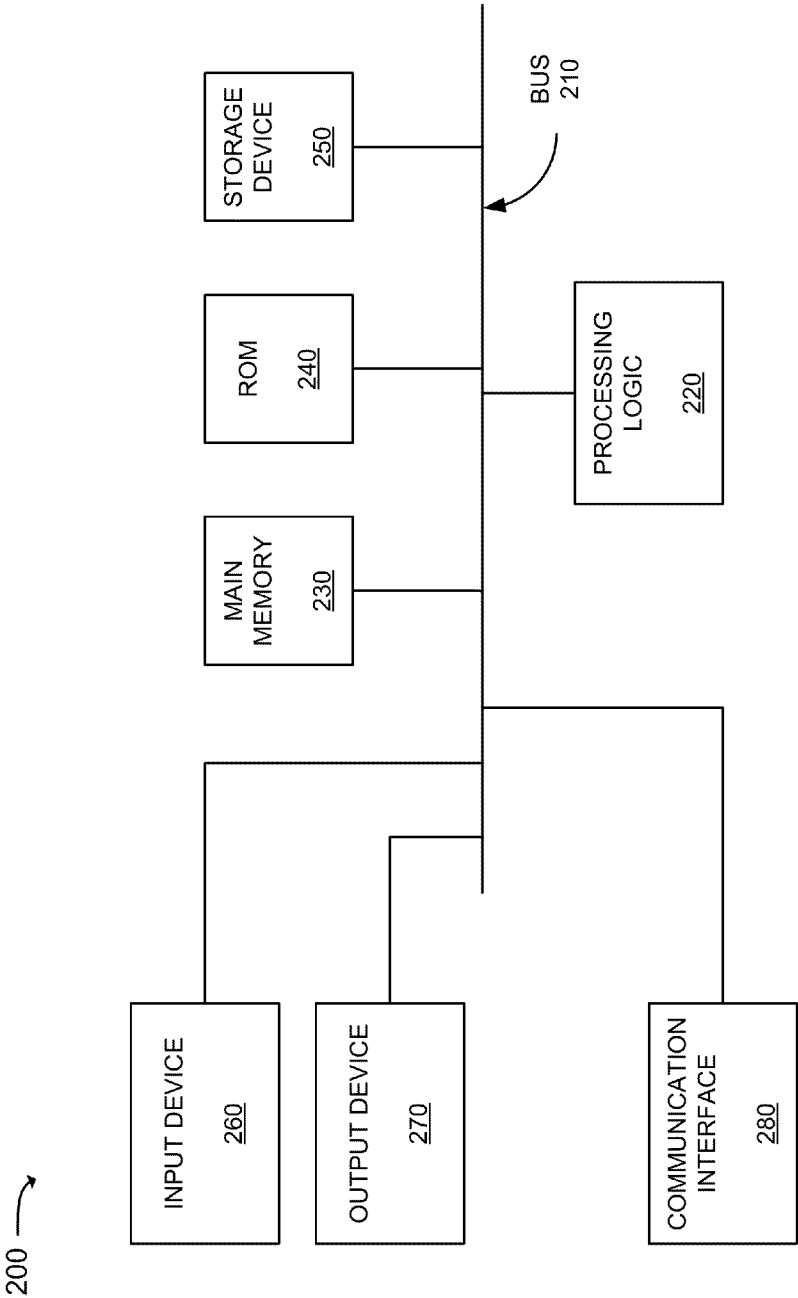 200
MAIN
MEMORY
230
ROM
240
STORAGE
DEVICE
250
INPUT DEVICE
260
OUTPUT DEVICE
270
BUS
210
PROCESSING
LOGIC
220
COMMUNICATION
INTERFACE
280